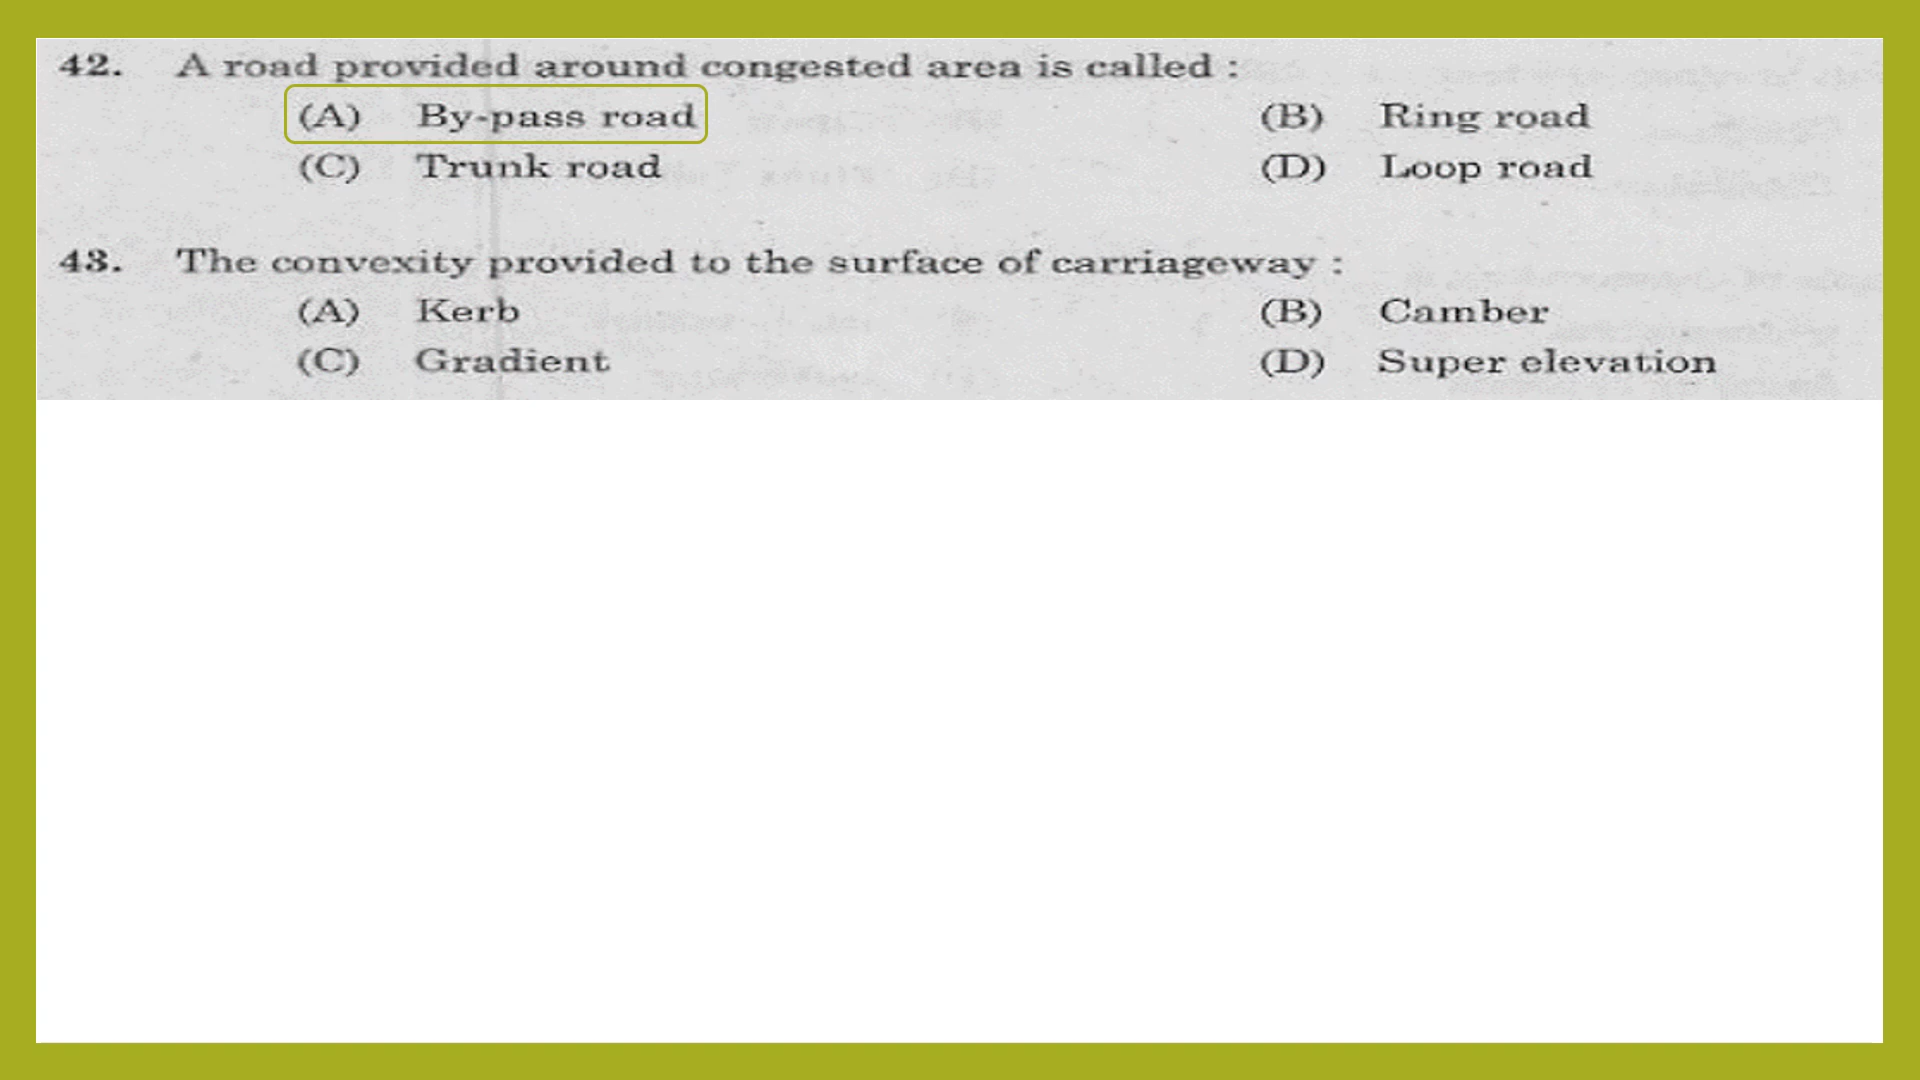 42. A road provided around congested area is called :
(A) By-pass road (B) Ring road
(C) Trunk road (D) Loop road
43. The convexity provided to the surface of carriageway :
(A) Kerb (B) Camber
(C) Gradient (D) Super elevation